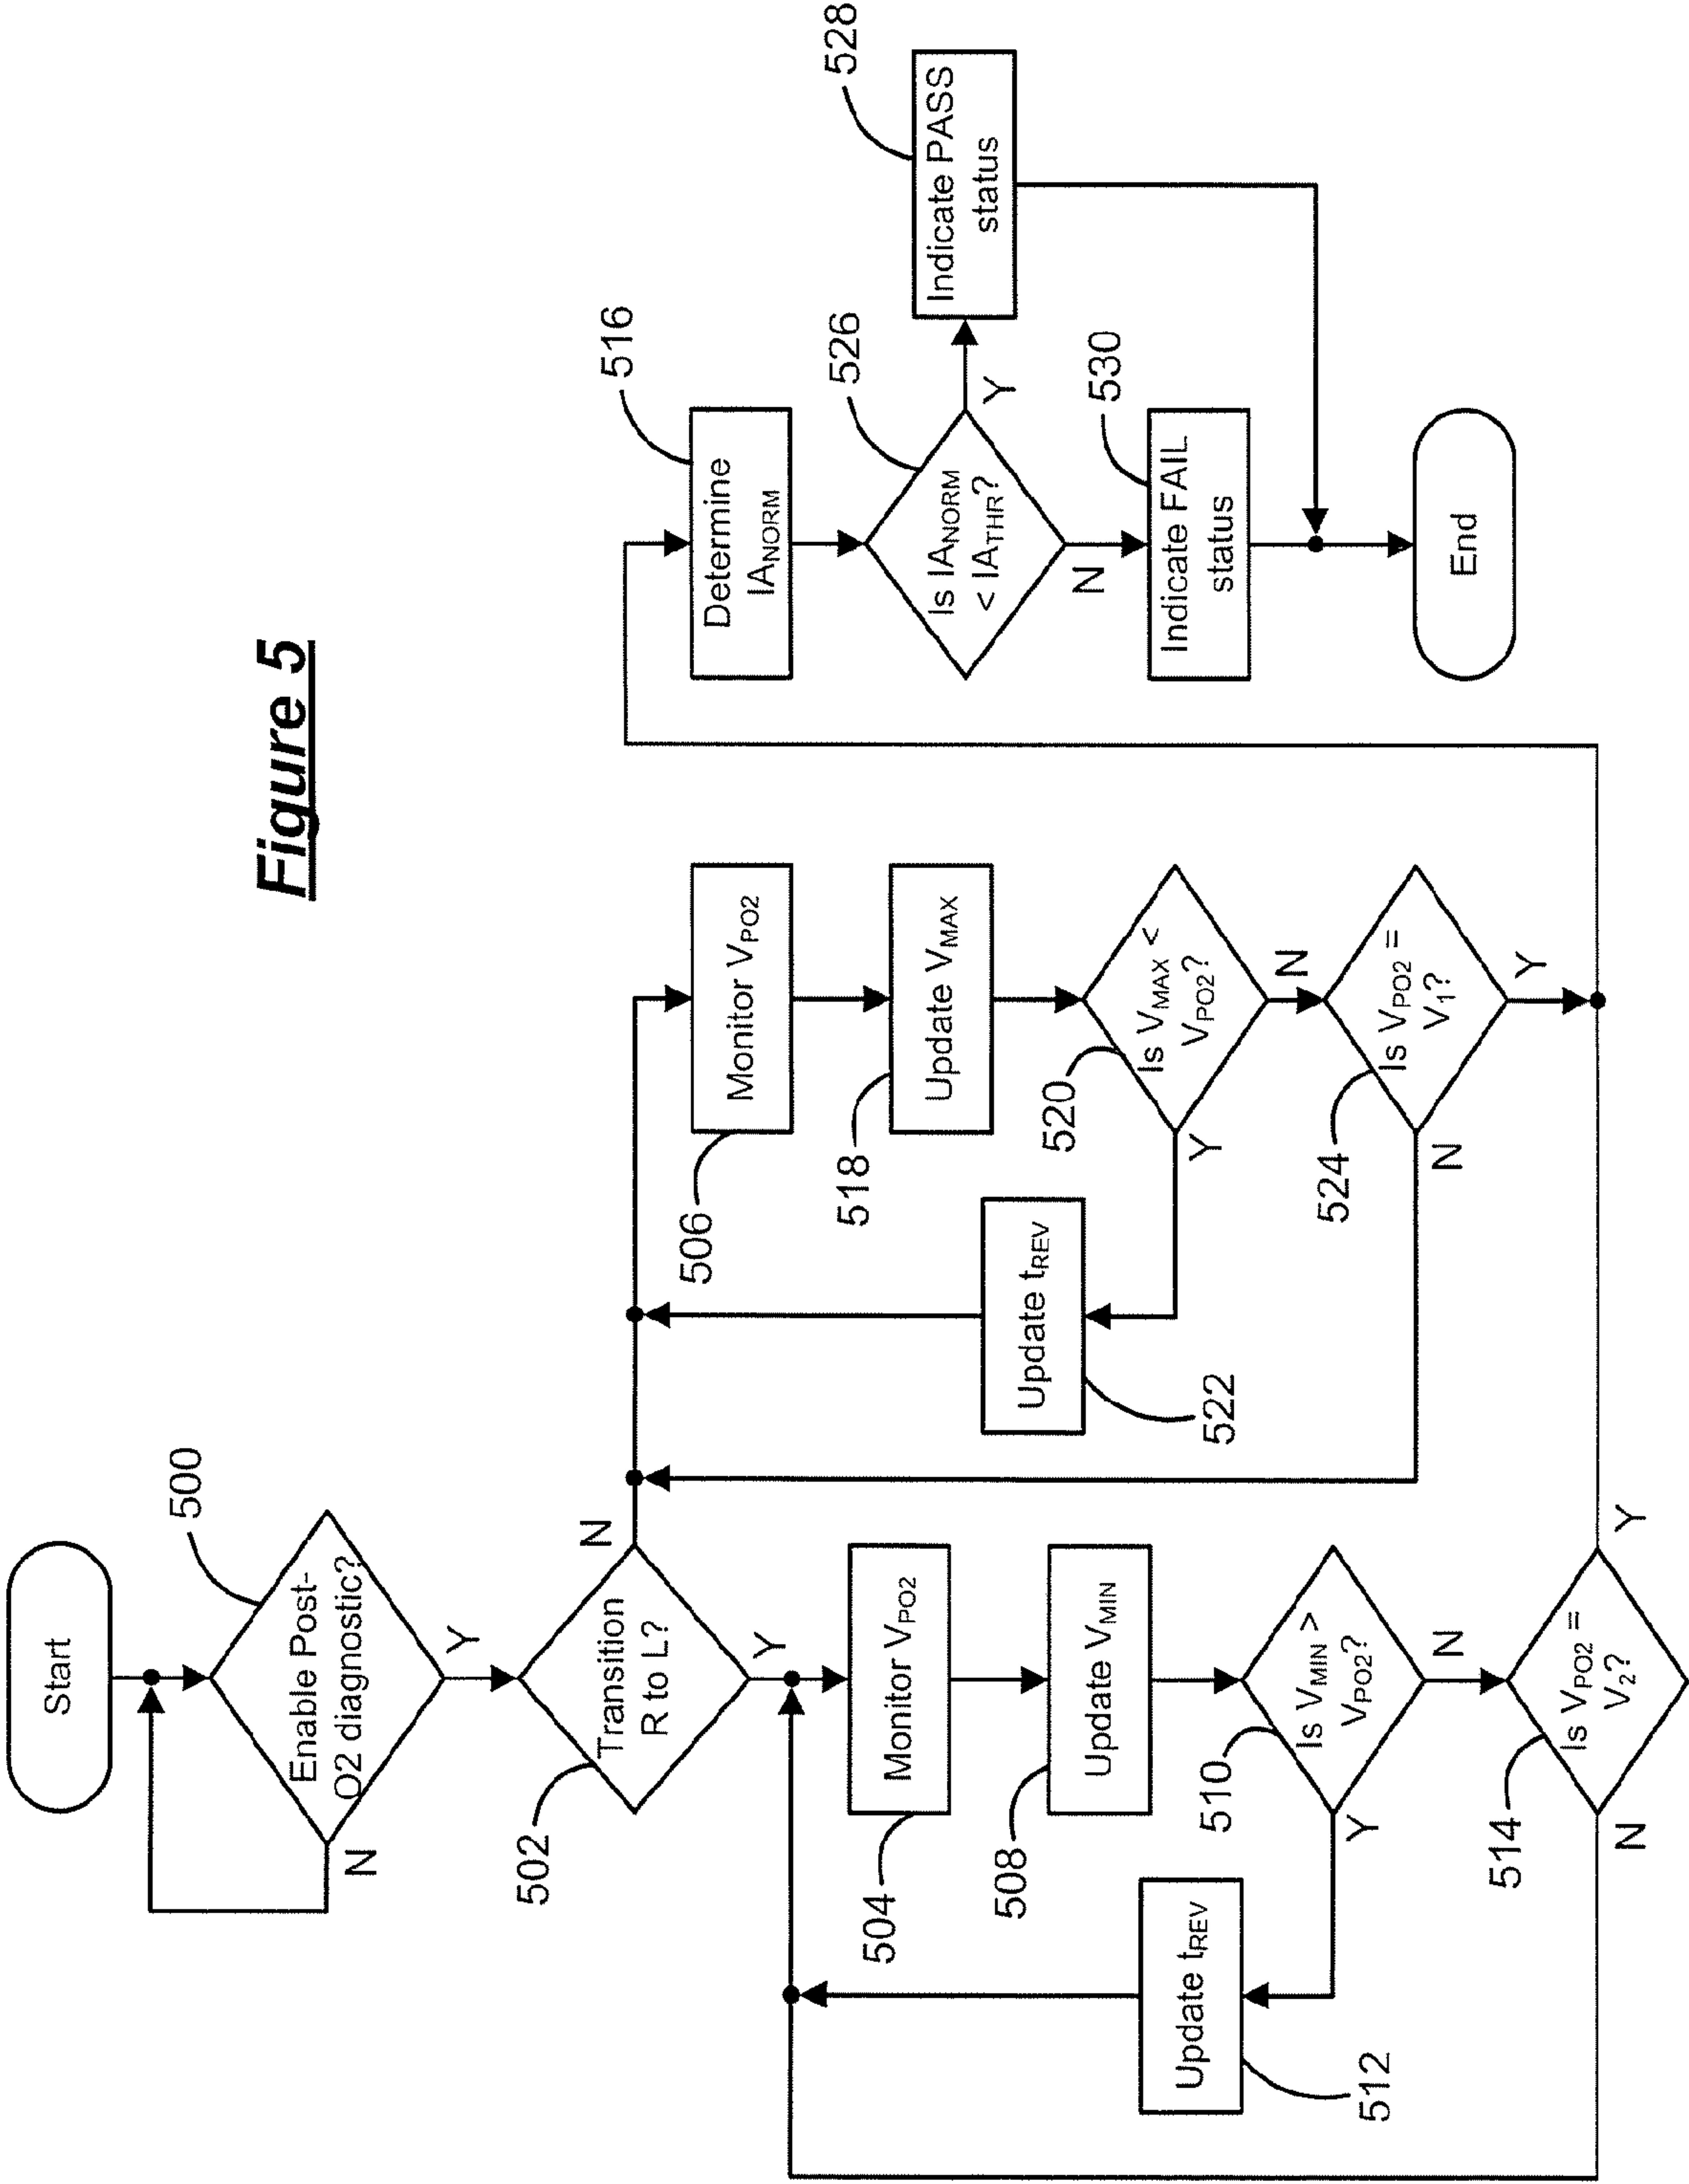 Figure 5
Start
500
Enable Post-
O2 diagnostic?
N
Y
502
Transition
R to L?
N
Y
504
Monitor VPO2
508
Update VMIN
510
Is VMIN >
VPO2?
Y
N
Update tREV
512
514
Is VPO2 =
V2?
N
Y
506
Monitor VPO2
518
Update VMAX
520
Is VMAX <
VPO2?
Y
N
Update tREV
522
524
Is VPO2 =
V1?
N
Y
516
Determine
IANORM
526
Is IANORM
< IATHR?
Y
N
528
Indicate PASS
status
530
Indicate FAIL
status
End